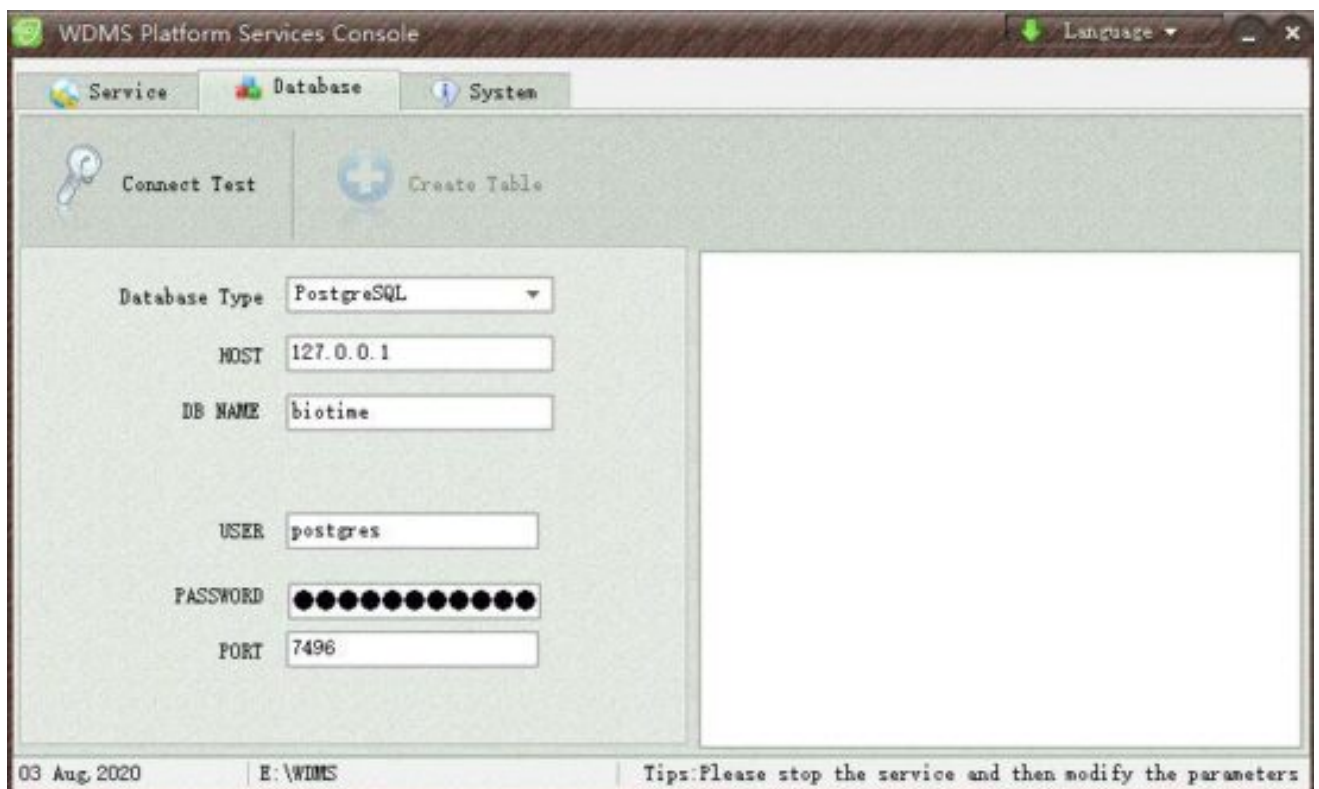 WDMS Platform Services Console
Language
Service Database System
Connect Test Create Table
Database Type PostgreSQL
HOST 127.0.0.1
DB NAME biotime
USER postgres
PASSWORD ●●●●●●●●●●●
PORT 7496
03 Aug, 2020 E:\WDMS Tips:Please stop the service and then modify the parameters